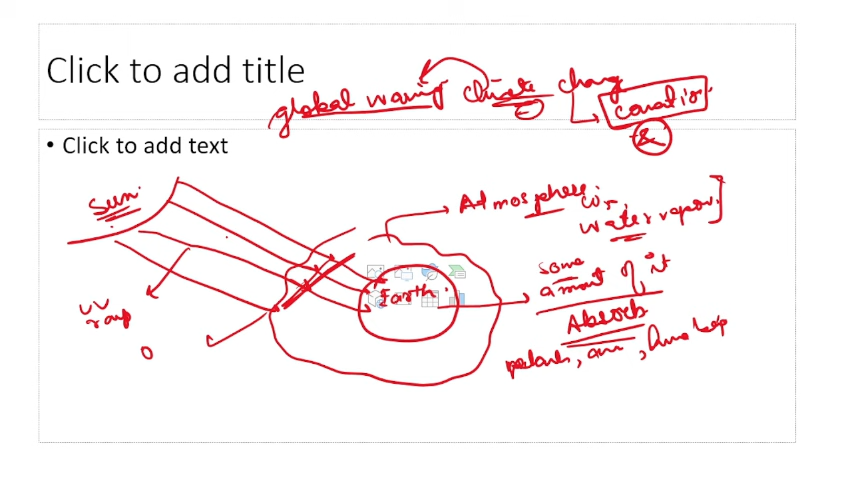 Click to add title
global warming climate change
• Click to add text
Sun
Atmosphere
water vapour
Earth
some
amount of it
Absorb
UV
rays